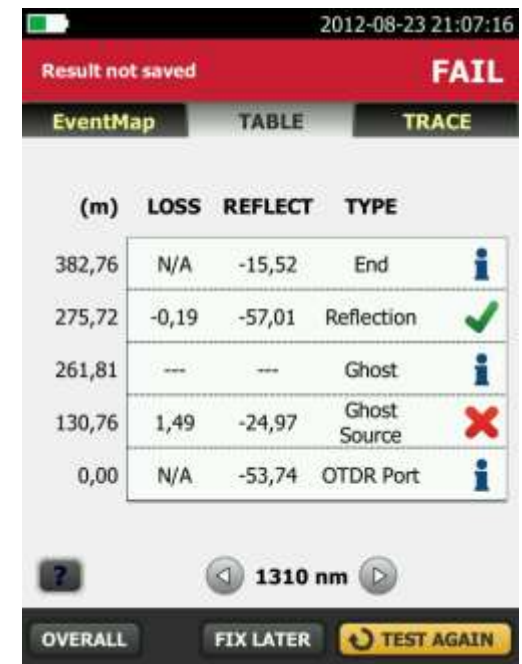 2012-08-23 21:07:16
Result not saved FAIL
EventMap TABLE TRACE
(m) LOSS REFLECT TYPE
382,76 N/A -15,52 End
275,72 -0,19 -57,01 Reflection
261,81 --- --- Ghost
130,76 1,49 -24,97 Ghost
Source
0,00 N/A -53,74 OTDR Port
? 1310 nm
OVERALL FIX LATER TEST AGAIN